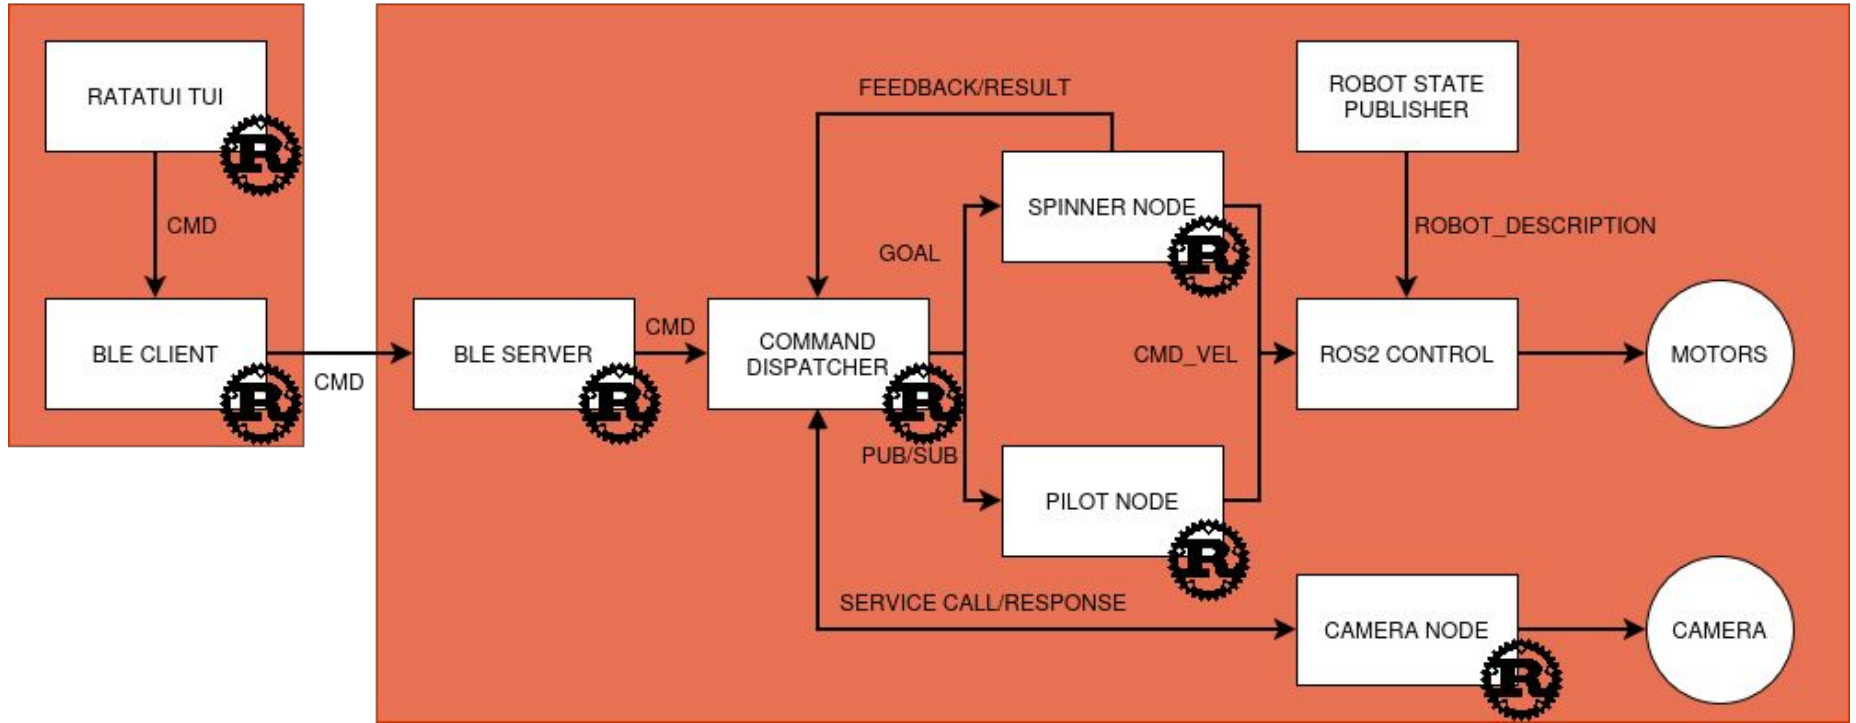 RATATUI TUI
CMD
BLE CLIENT
CMD
BLE SERVER
CMD
COMMAND
DISPATCHER
FEEDBACK/RESULT
GOAL
PUB/SUB
SPINNER NODE
PILOT NODE
CMD_VEL
SERVICE CALL/RESPONSE
ROBOT STATE
PUBLISHER
ROBOT_DESCRIPTION
ROS2 CONTROL
MOTORS
CAMERA NODE
CAMERA
R
R
R
R
R
R
R